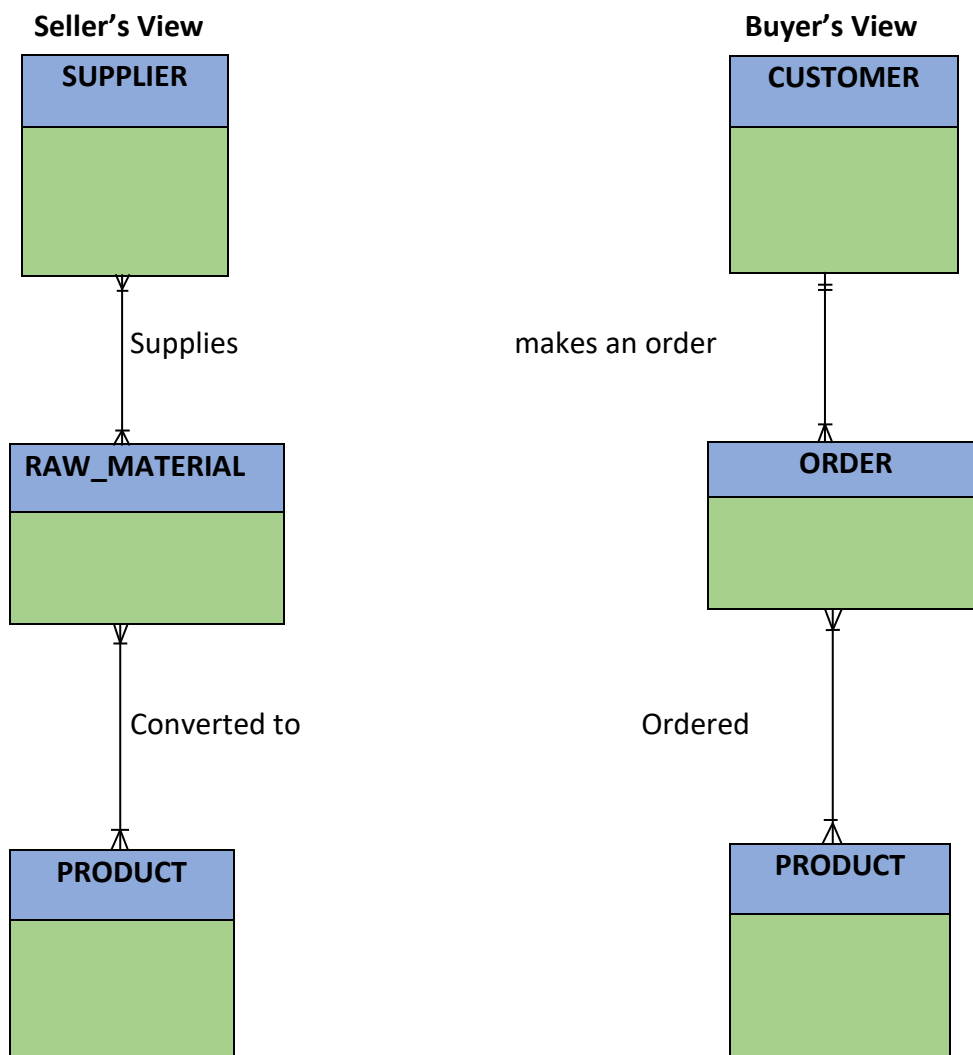 Seller’s View
Buyer’s View
SUPPLIER
CUSTOMER
Supplies
makes an order
RAW_MATERIAL
ORDER
Converted to
Ordered
PRODUCT
PRODUCT